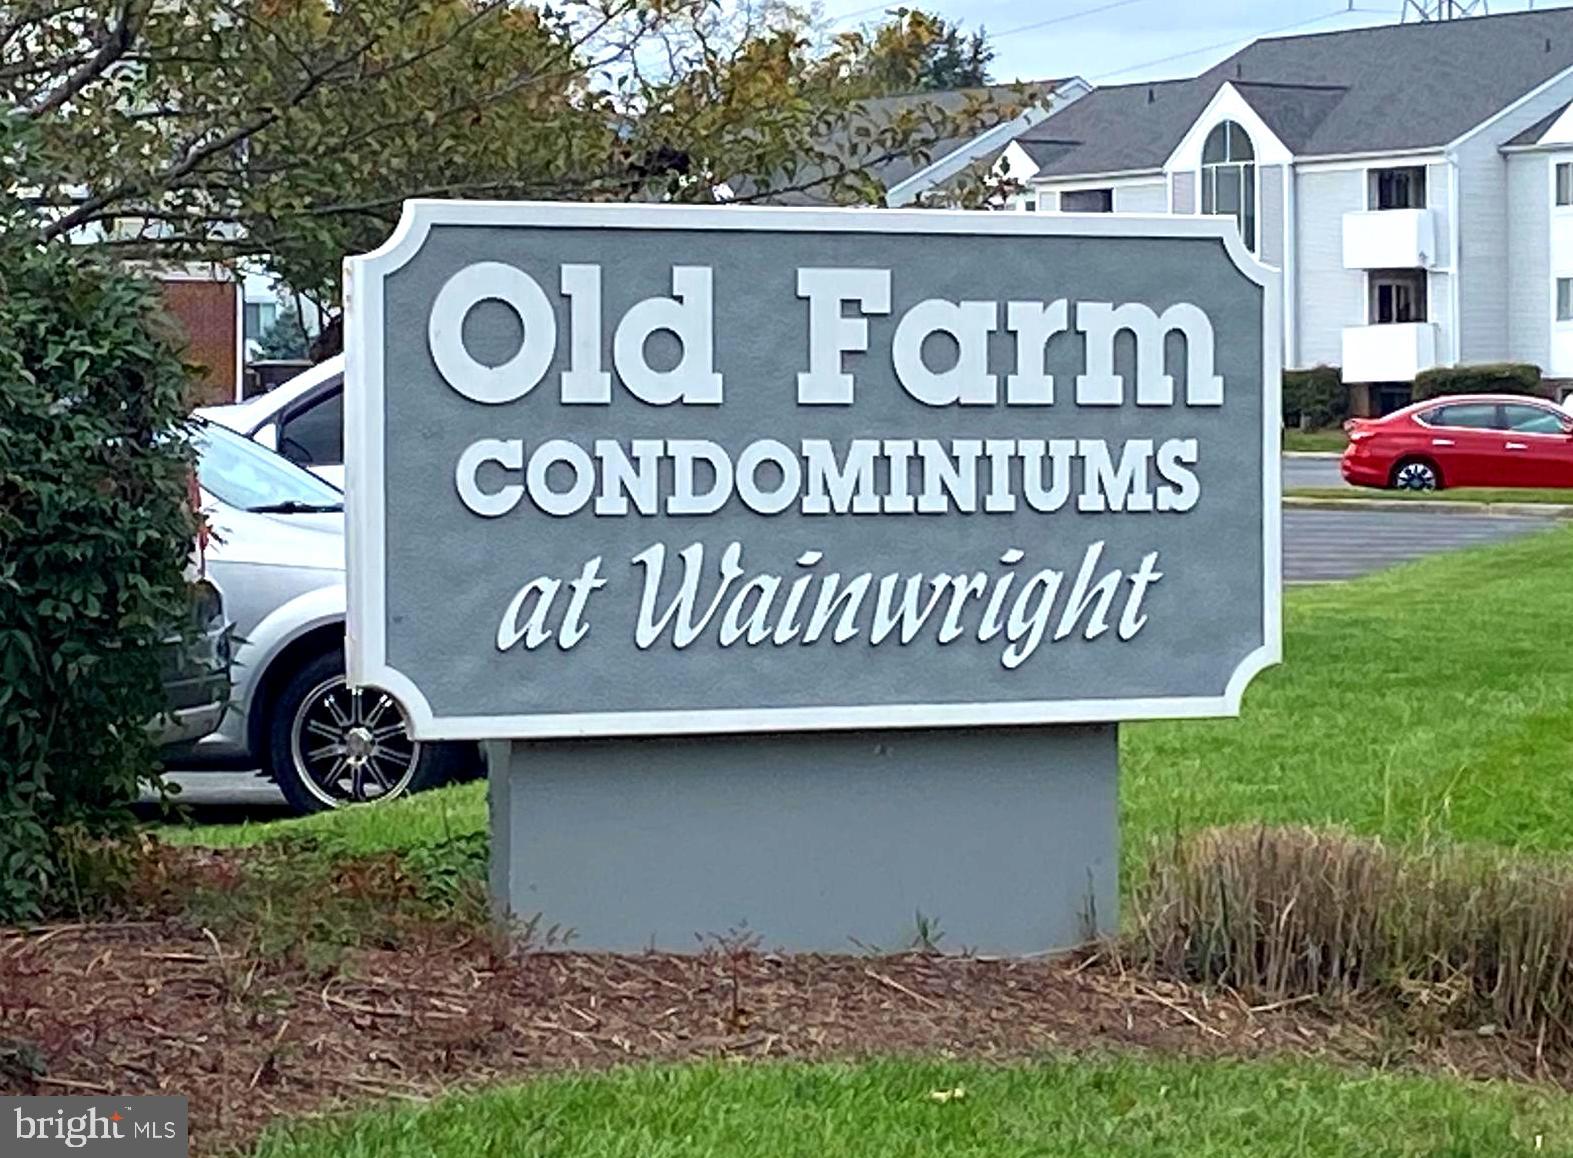 Old Farm
CONDOMINIUMS
at Wainwright
bright MLS